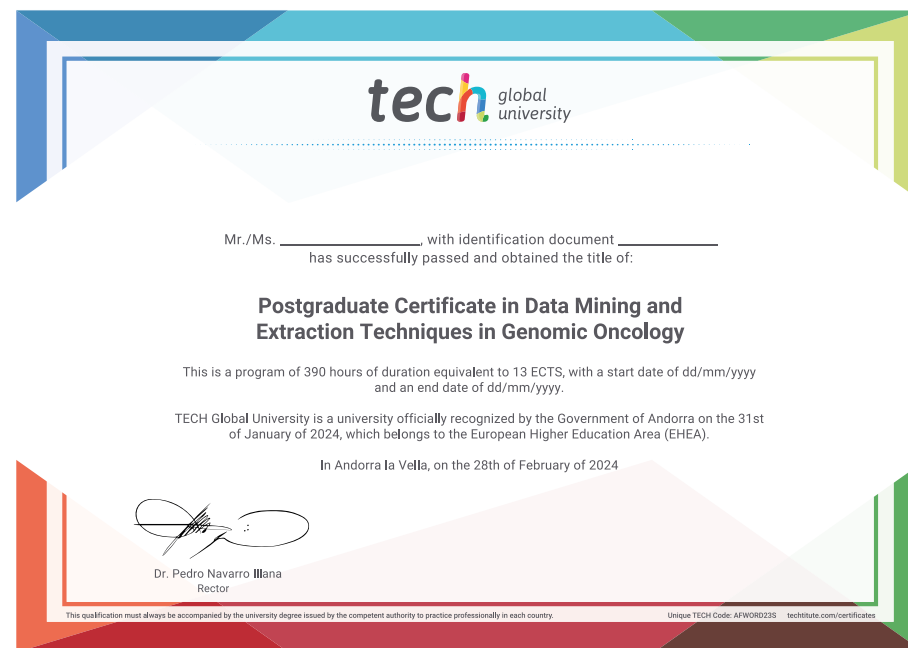 tech global university
Mr./Ms. ____________, with identification document ____________
has successfully passed and obtained the title of:
Postgraduate Certificate in Data Mining and
Extraction Techniques in Genomic Oncology
This is a program of 390 hours of duration equivalent to 13 ECTS, with a start date of dd/mm/yyyy
and an end date of dd/mm/yyyy.
TECH Global University is a university officially recognized by the Government of Andorra on the 31st
of January of 2024, which belongs to the European Higher Education Area (EHEA).
In Andorra la Vella, on the 28th of February of 2024
Dr. Pedro Navarro Illana
Rector
This qualification must always be accompanied by the university degree issued by the competent authority to practice professionally in each country.
Unique TECH Code: AFWORD23S techtitute.com/certificates